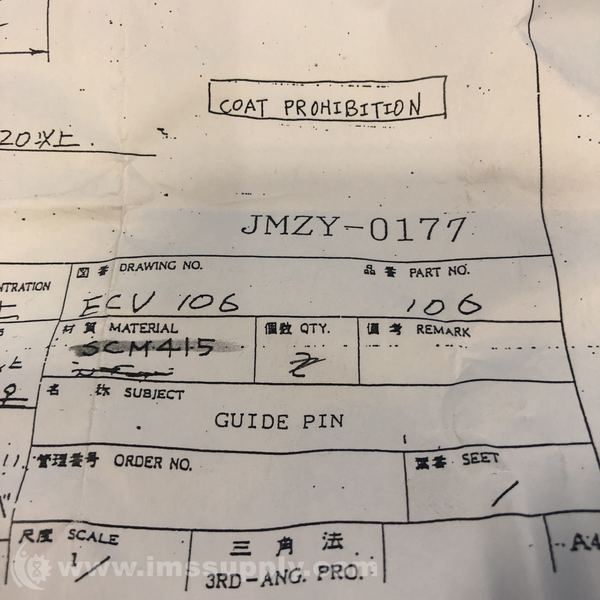 COAT PROHIBITION
20以上.
JMZY-0177
NTRATION
図番 DRAWING NO.
品番 PART NO.
ECV 106
106
材質 MATERIAL
個数 QTY.
備考 REMARK
SCM415
2
名称 SUBJECT
GUIDE PIN
管理番号 ORDER NO.
葉番 SEET
1/
尺度 SCALE
1/
三角法
3RD-ANG. PRO.
A4
www.imssupply.com